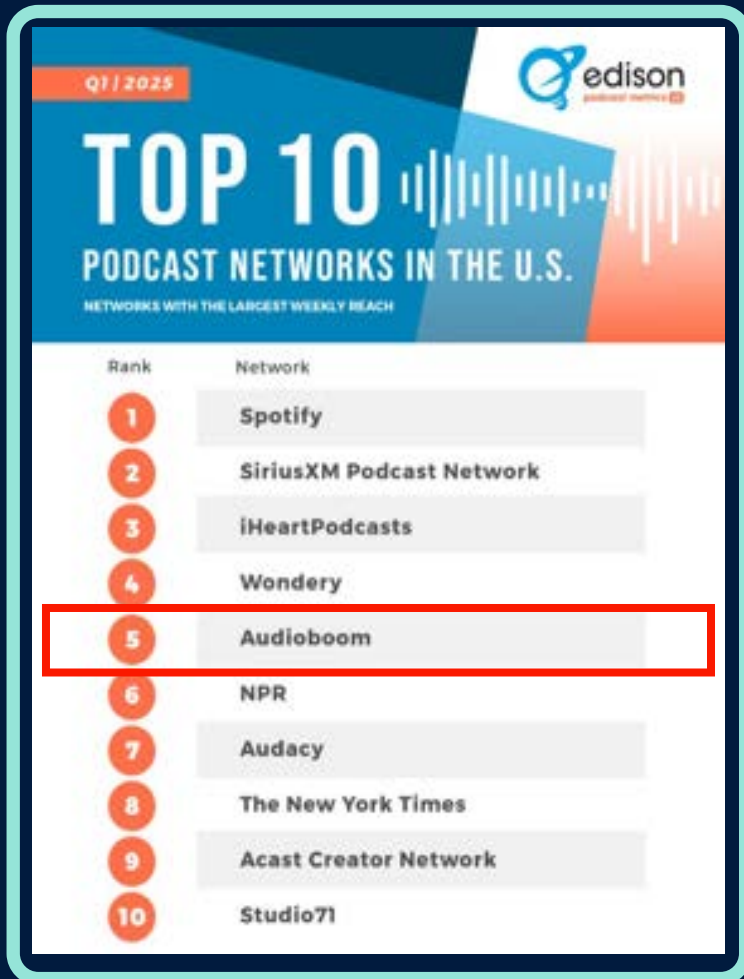 Q1 | 2025
edison
podcast metrics
TOP 10
PODCAST NETWORKS IN THE U.S.
NETWORKS WITH THE LARGEST WEEKLY REACH
Rank Network
1 Spotify
2 SiriusXM Podcast Network
3 iHeartPodcasts
4 Wondery
5 Audioboom
6 NPR
7 Audacy
8 The New York Times
9 Acast Creator Network
10 Studio71